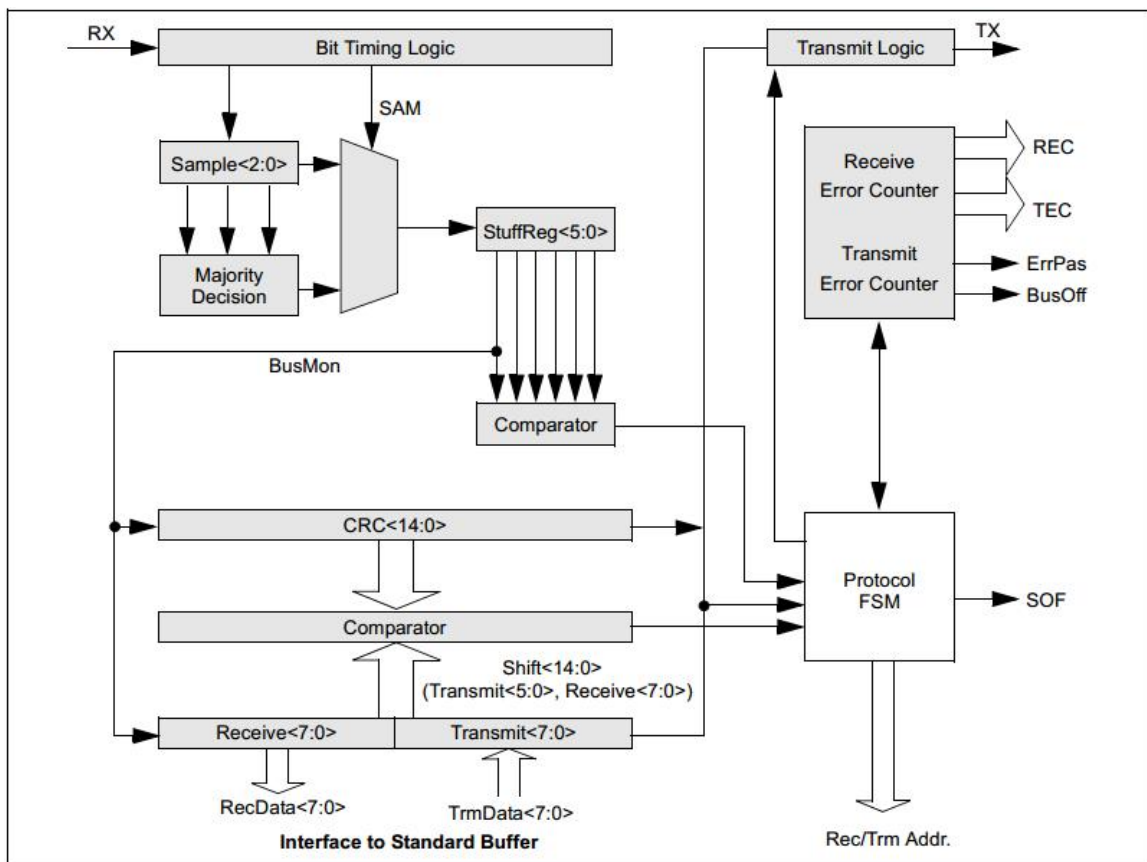 RX
Bit Timing Logic
Transmit Logic
TX
SAM
Sample<2:0>
Majority
Decision
StuffReg<5:0>
Receive
Error Counter
Transmit
Error Counter
REC
TEC
ErrPas
BusOff
BusMon
Comparator
CRC<14:0>
Comparator
Protocol
FSM
SOF
Shift<14:0>
(Transmit<5:0>, Receive<7:0>)
Receive<7:0>
Transmit<7:0>
RecData<7:0>
TrmData<7:0>
Interface to Standard Buffer
Rec/Trm Addr.